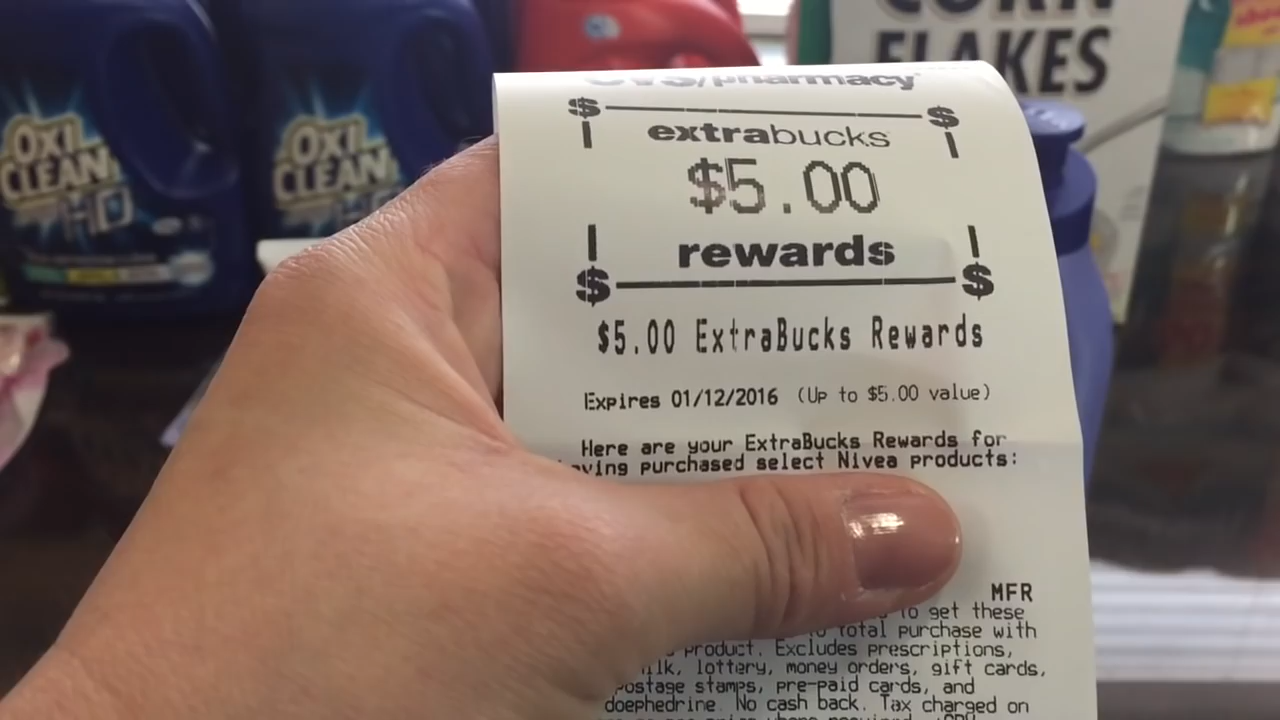 CORN
FLAKES
OXI
CLEAN
HD
OXI
CLEAN
HD
CVS/pharmacy
$ $
extrabucks
$5.00
rewards
$ $
$5.00 ExtraBucks Rewards
Expires 01/12/2016 (Up to $5.00 value)
Here are your ExtraBucks Rewards for
purchased select Nivea products:
MFR
to get these
total purchase with
product. Excludes prescriptions,
lottery, money orders, gift cards,
postage stamps, pre-paid cards, and
No cash back. Tax charged on